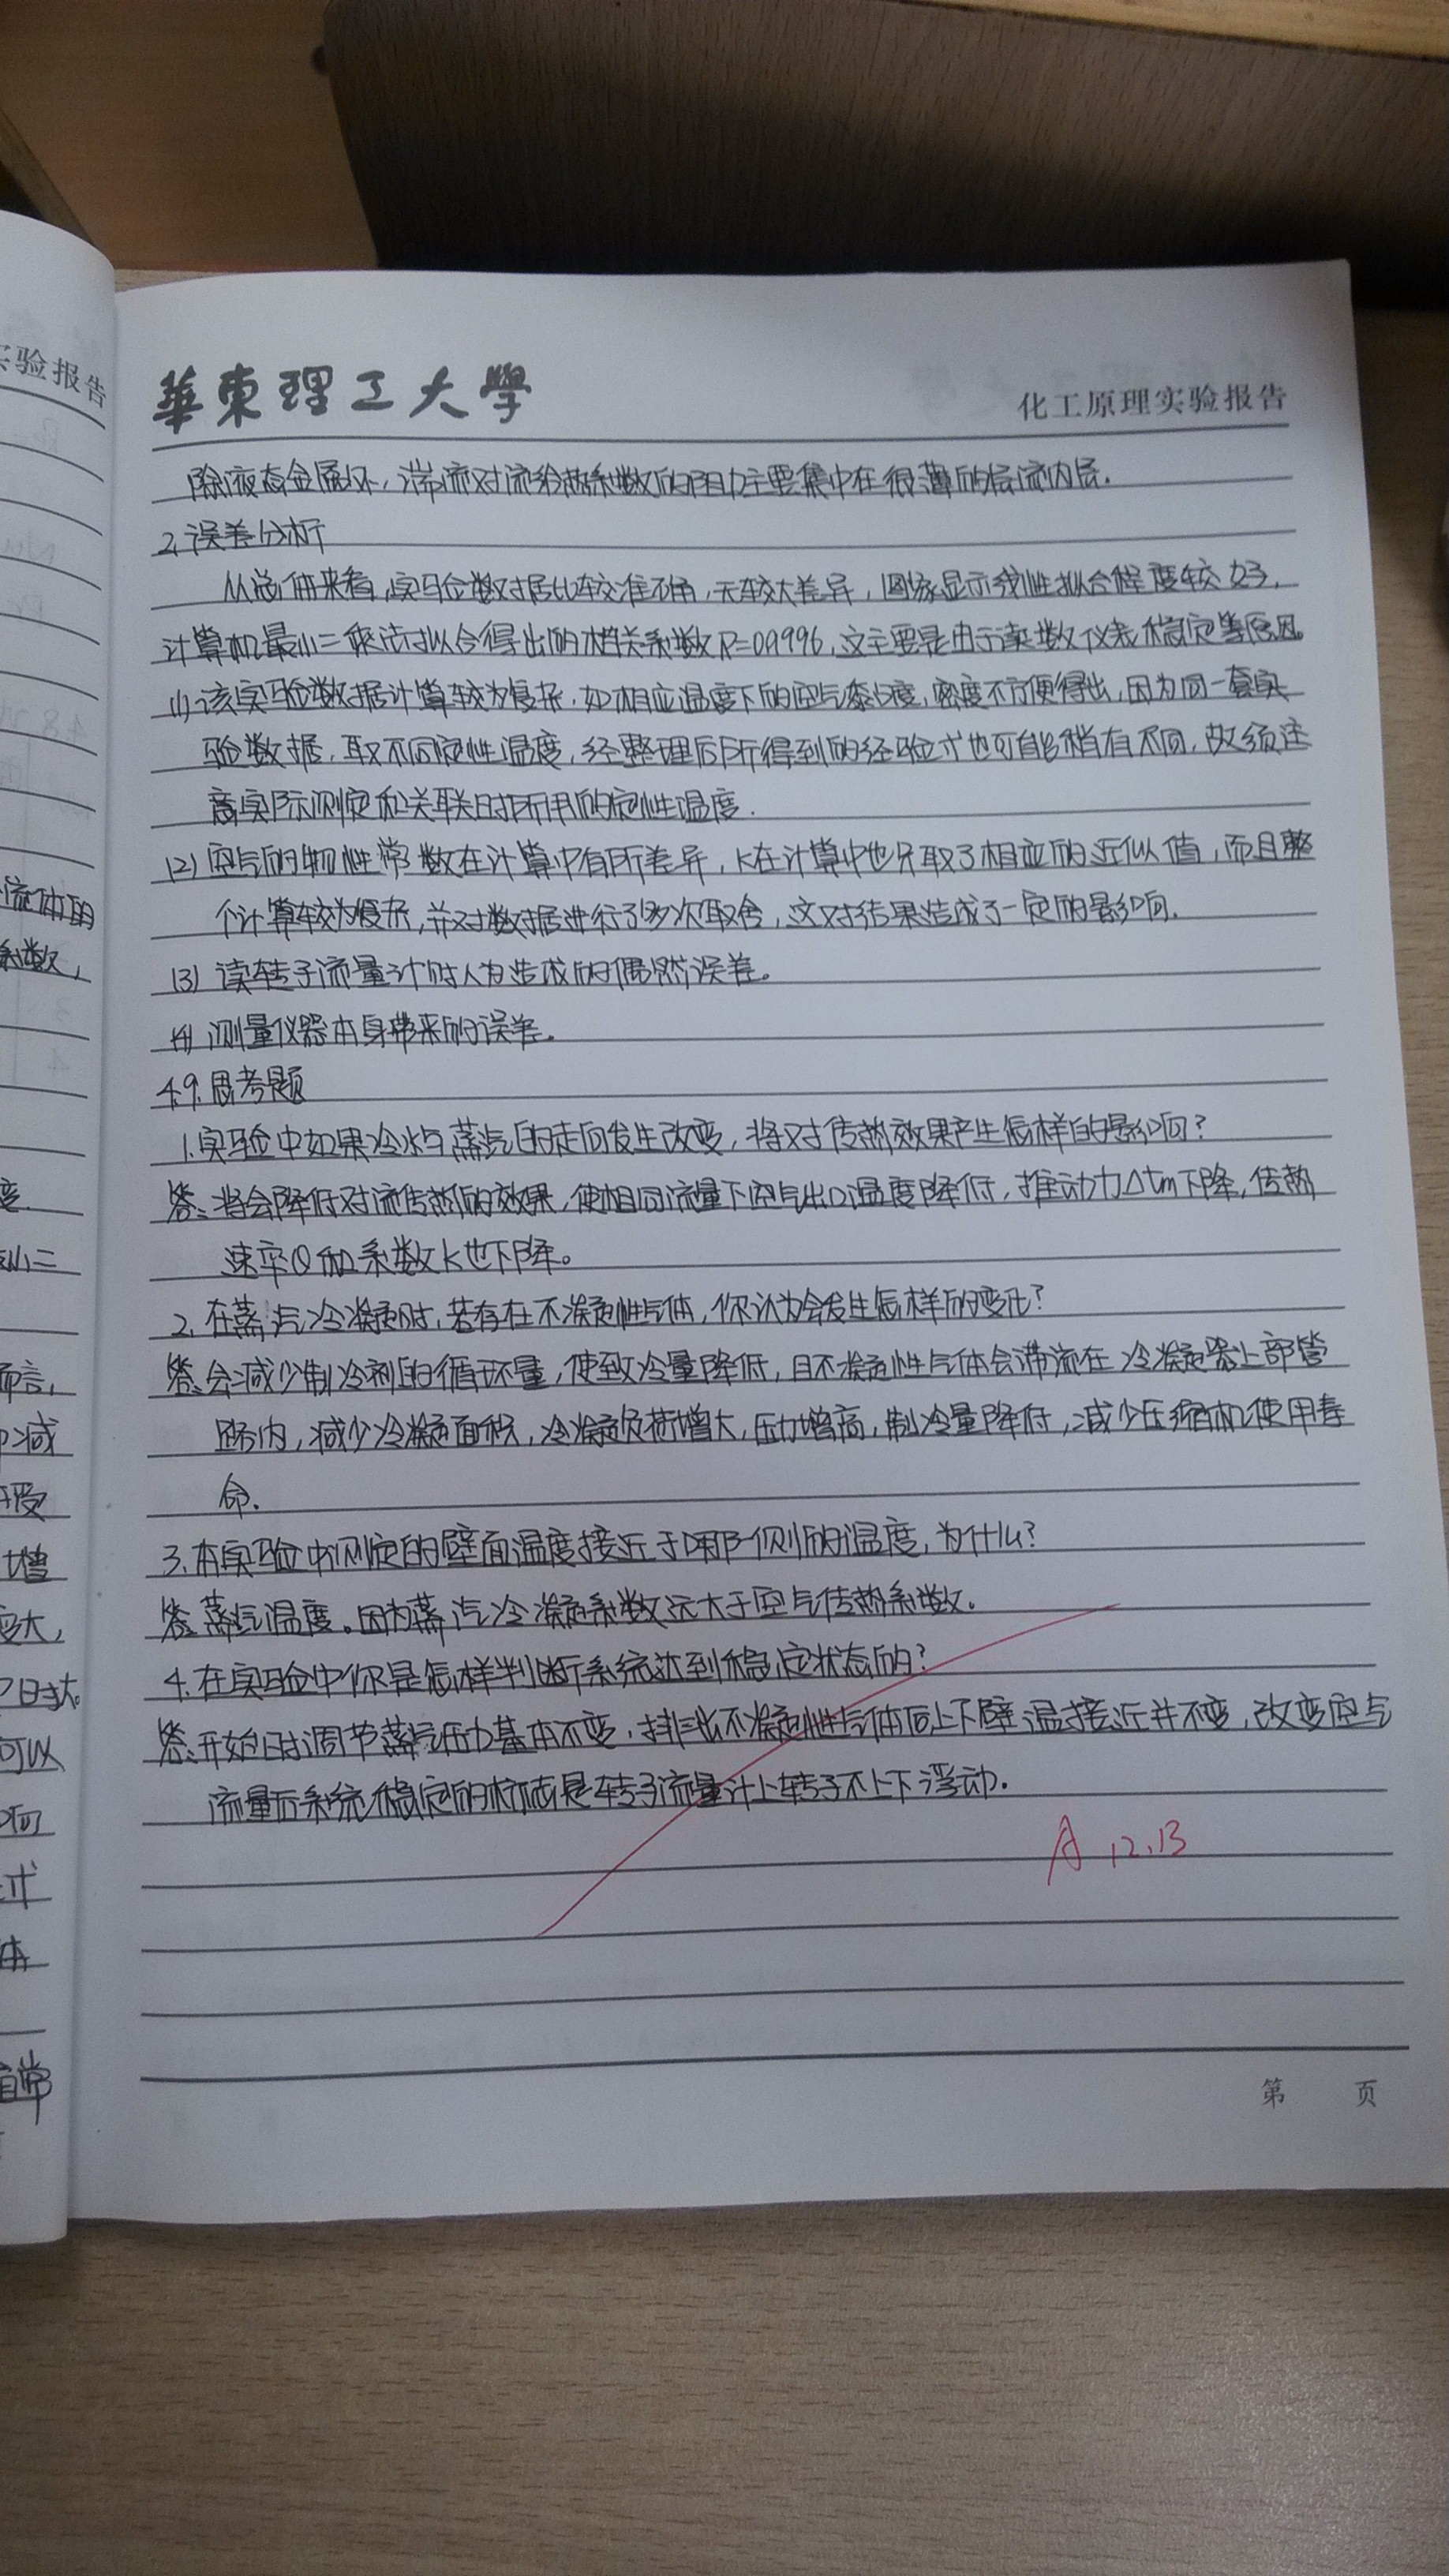 实验报告
華東理工大學
化工原理实验报告
除液态金属外，湍流对流给热系数的阻力主要集中在很薄的层流内层.
2.误差分析
从总体来看，实验数据比较准确，无较大差异，图像显示线性拟合程度较好，
计算机最小二乘法拟合得出的相关系数R=0.9996，这主要是由于读数仪表稳定等原因。
(1)该实验数据计算较为复杂，如相应温度下的空气黏度，密度不方便得出，因为同一套实
验数据，取不同定性温度，经整理后所得到的经验式也可能稍有不同，故须注
意实际测定和关联时所用的定性温度.
(2)空气的物性常数在计算中有所差异，K在计算中也只取了相应的近似值，而且整
个计算较为复杂，并对数据进行了多次取舍，这对结果造成了一定的影响.
(3)读转子流量计时人为造成的偶然误差。
(4)测量仪器本身带来的误差.
4.9.思考题
1.实验中如果冷水与蒸汽的走向发生改变，将对传热效果产生怎样的影响？
答：将会降低对流传热的效果，使相同流量下空气出口温度降低，推动力Δtm下降，传热
速率Q和系数K也下降。
2.在蒸汽冷凝时，若存在不凝性气体，你认为会发生怎样的变化？
答：会减少制冷剂的循环量，使致冷量降低，且不凝性气体会滞流在冷凝器上部管
路内，减少冷凝面积，冷凝负荷增大，压力增高，制冷量降低，减少压缩机使用寿
命.
3.本实验中测定的壁面温度接近于哪侧的温度，为什么？
答：蒸汽温度。因为蒸汽冷凝系数远大于空气传热系数.
4.在实验中你是怎样判断系统达到稳定状态的？
答：开始时调节蒸汽压力基本不变，排出不凝性气体后上下壁温接近并不变，改变空气
流量后系统稳定的标志是转子流量计上转子不上下浮动.
A 12.13
第 页